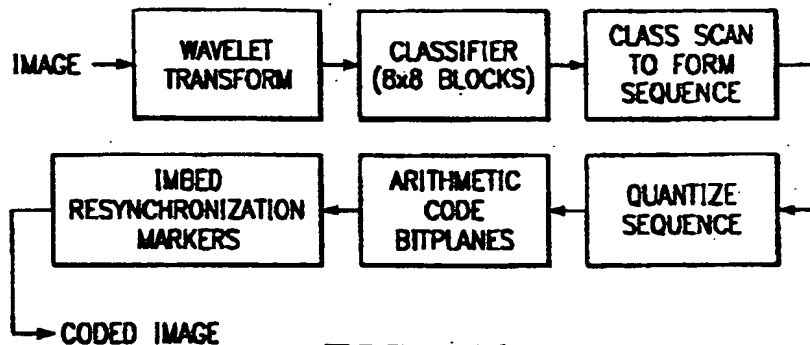 IMAGE
WAVELET
TRANSFORM
CLASSIFIER
(8x8 BLOCKS)
CLASS SCAN
TO FORM
SEQUENCE
QUANTIZE
SEQUENCE
ARITHMETIC
CODE
BITPLANES
IMBED
RESYNCHRONIZATION
MARKERS
CODED IMAGE